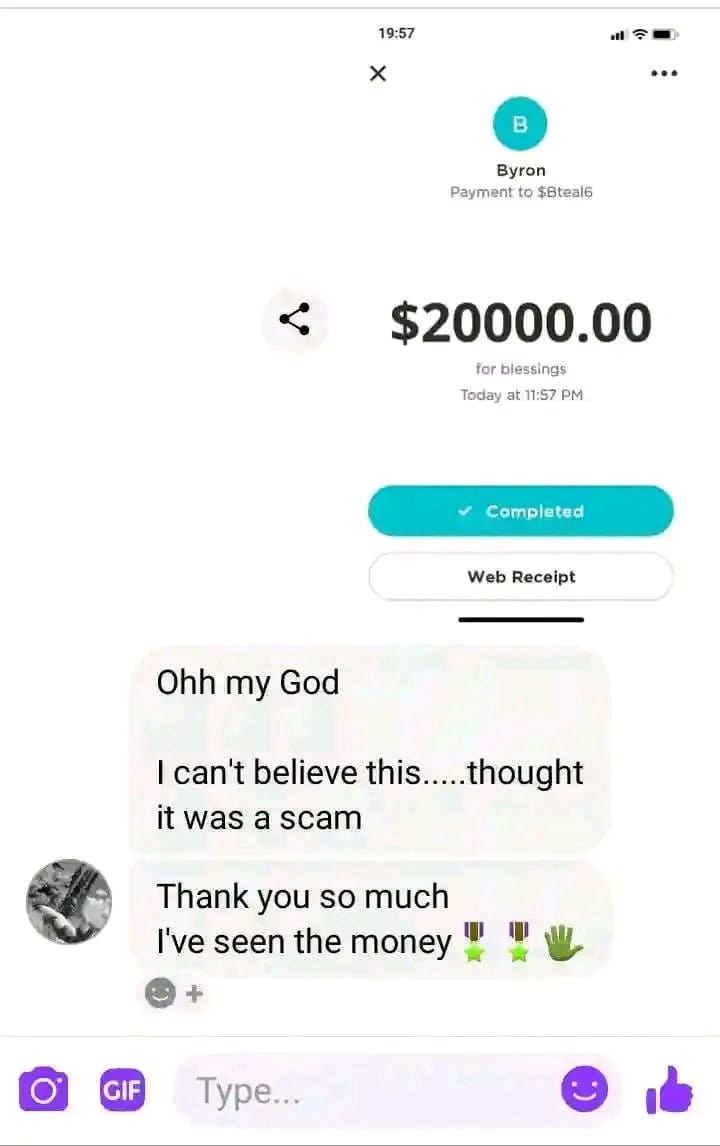 19:57
B
Byron
Payment to $Bteal6
$20000.00
for blessings
Today at 11:57 PM
✓ Completed
Web Receipt
Ohh my God
I can't believe this.....thought
it was a scam
Thank you so much
I've seen the money🎖️🎖️🖐
GIF
Type...